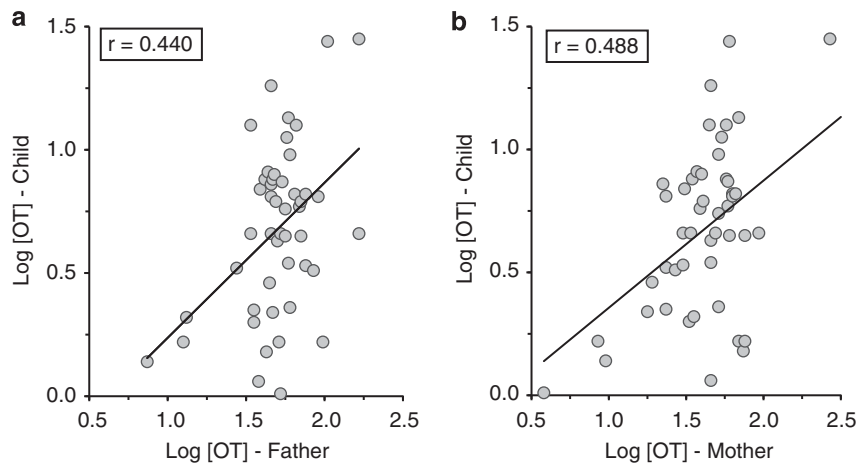 a
r = 0.440
1.5
1.0
0.5
0.0
Log [OT] - Child
0.5 1.0 1.5 2.0 2.5
Log [OT] - Father
b
r = 0.488
1.5
1.0
0.5
0.0
Log [OT] - Child
0.5 1.0 1.5 2.0 2.5
Log [OT] - Mother